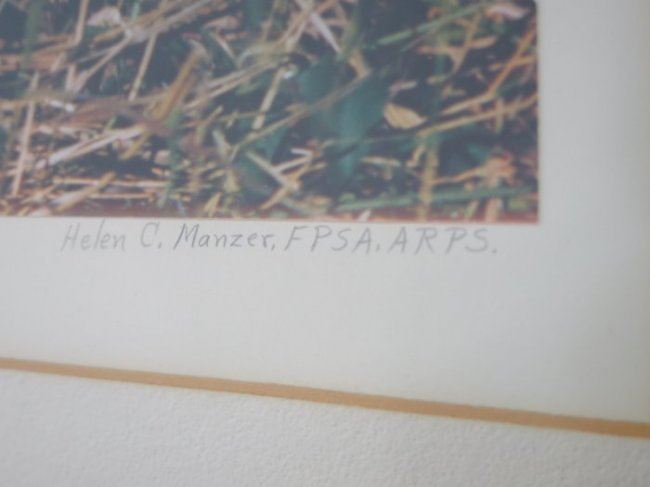 Helen C. Manzer, FPSA, ARPS.